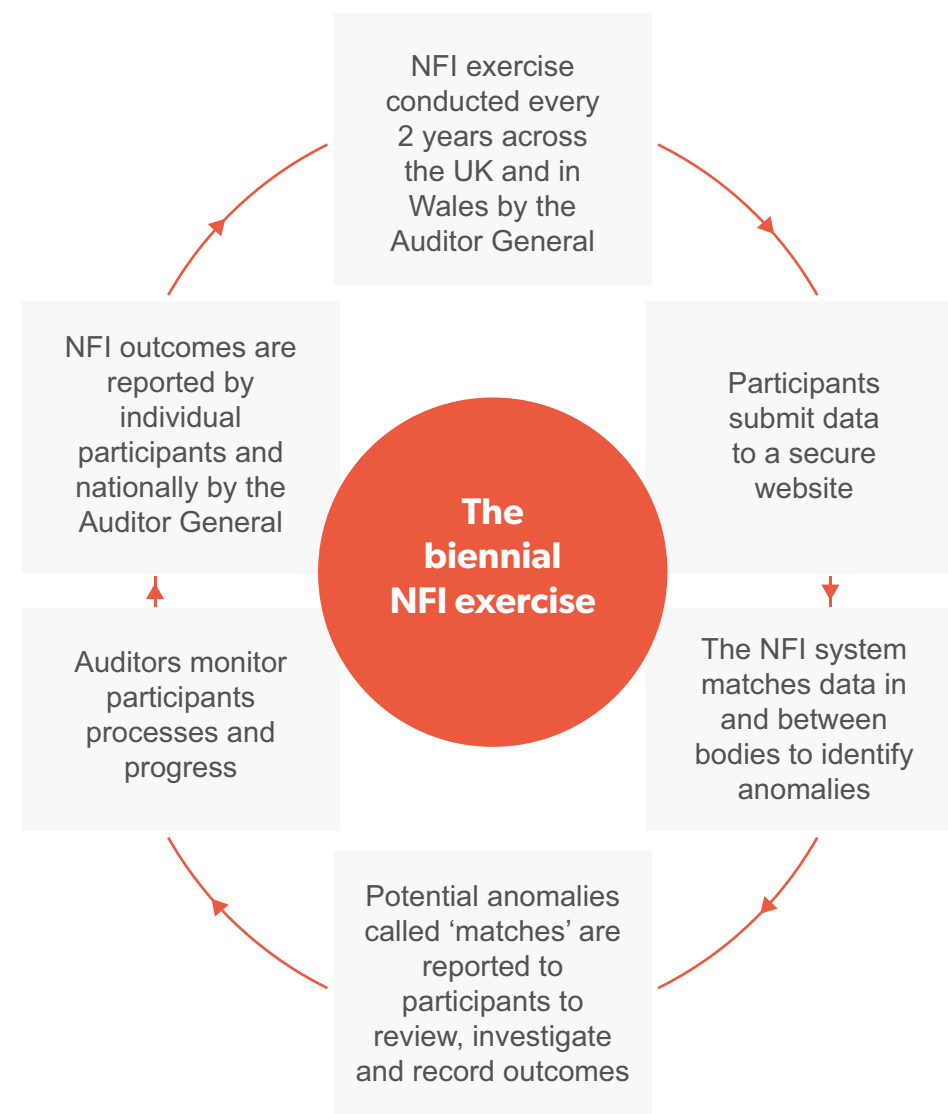 NFI exercise
conducted every
2 years across
the UK and in
Wales by the
Auditor General
Participants
submit data
to a secure
website
The NFI system
matches data in
and between
bodies to identify
anomalies
Potential anomalies
called ‘matches’ are
reported to
participants to
review, investigate
and record outcomes
Auditors monitor
participants
processes and
progress
NFI outcomes are
reported by
individual
participants and
nationally by the
Auditor General
The
biennial
NFI exercise